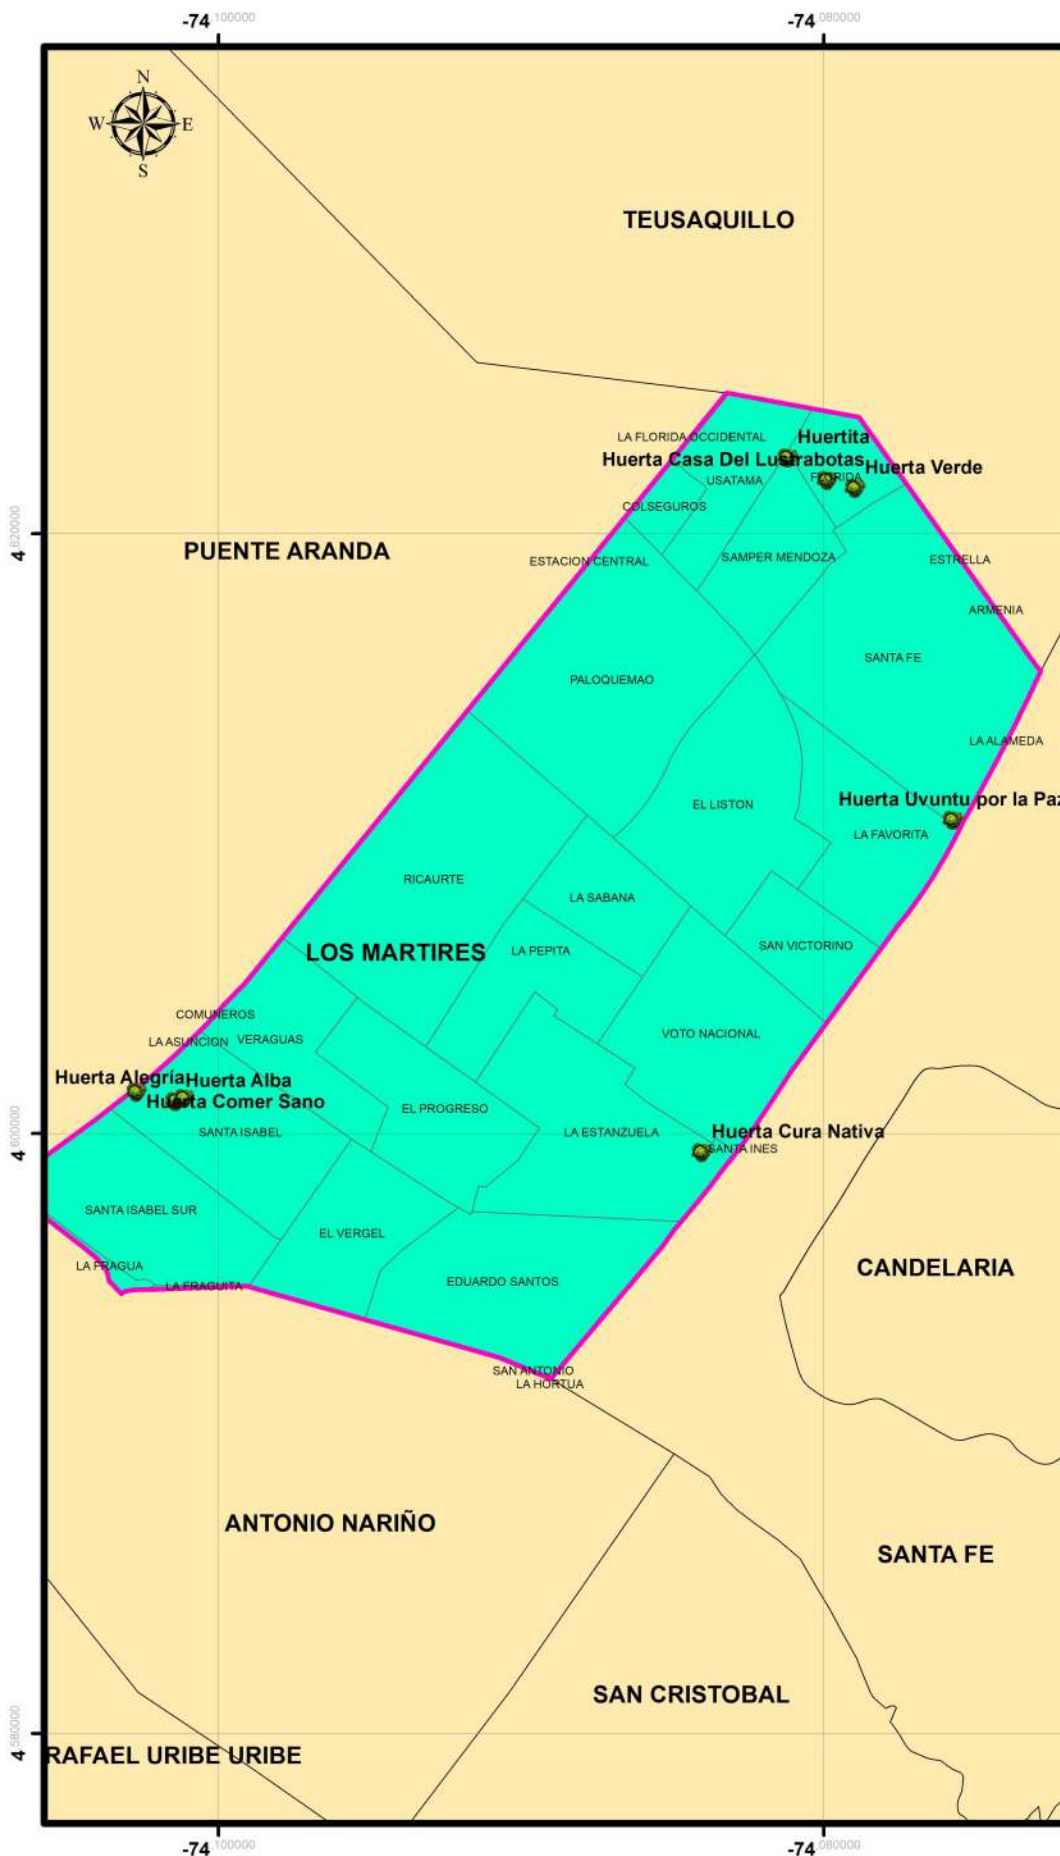 -74.100000
-74.080000
N
W
E
S
TEUSAQUILLO
LA FLORIDA OCCIDENTAL
Huertita
Huerta Casa Del Lustrabotas
Huerta Verde
USATAMA
FLORIDA
COLSEGUROS
4.620000
PUENTE ARANDA
ESTACION CENTRAL
SAMPER MENDOZA
ESTRELLA
ARMENIA
SANTA FE
PALOQUEMAO
LA ALAMEDA
Huerta Uvuntu por la Paz
EL LISTON
LA FAVORITA
RICAURTE
LA SABANA
LOS MARTIRES
LA PEPITA
SAN VICTORINO
COMUNEROS
LA ASUNCION
VERAGUAS
VOTO NACIONAL
Huerta Alegría
Huerta Alba
Huerta Comer Sano
EL PROGRESO
4.600000
SANTA ISABEL
LA ESTANZUELA
Huerta Cura Nativa
SANTA INES
SANTA ISABEL SUR
EL VERGEL
LA FRAGUA
CANDELARIA
LA FRAGUITA
EDUARDO SANTOS
SAN ANTONIO
LA HORTUA
ANTONIO NARIÑO
SANTA FE
SAN CRISTOBAL
4.580000
RAFAEL URIBE URIBE
-74.100000
-74.080000